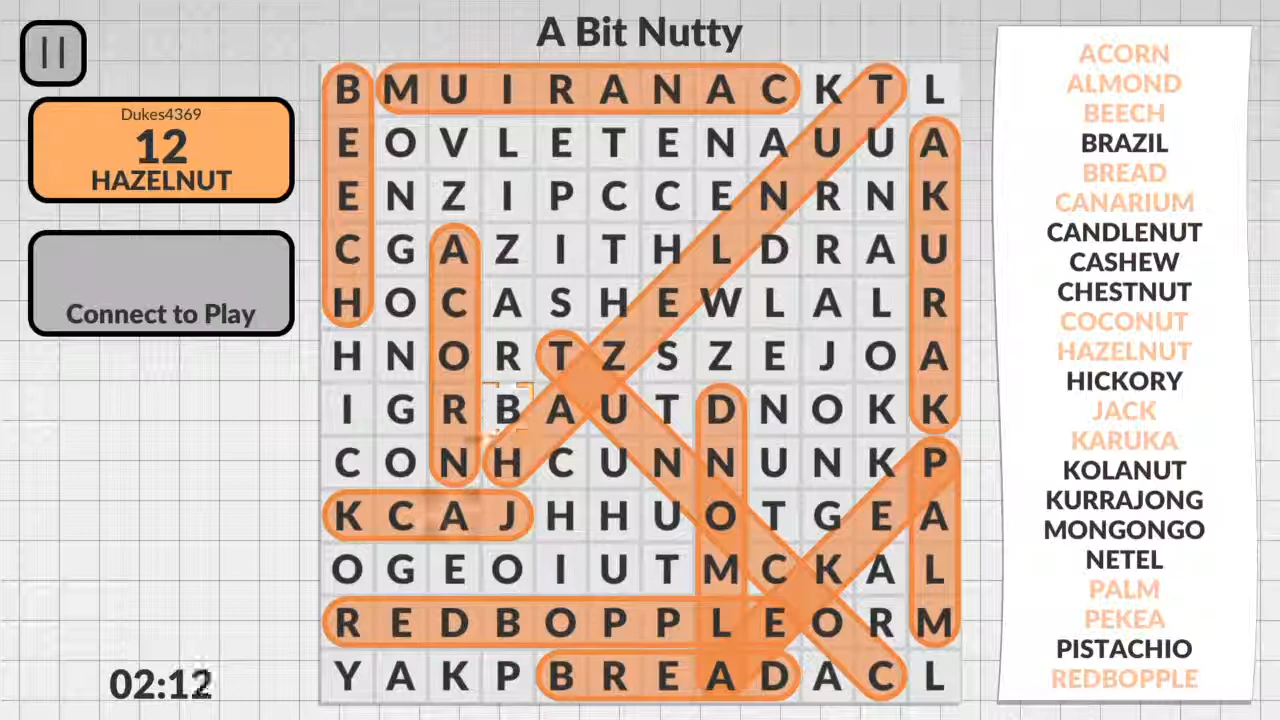 A Bit Nutty
Dukes4369
12
HAZELNUT
Connect to Play
02:12
B M U I R A N A C K T L
E O V L E T E N A U U A
E N Z I P C C E N R N K
C G A Z I T H L D R A U
H O C A S H E W L A L R
H N O R T Z S Z E J O A
I G R B A U T D N O K K
C O N H C U N N U N K P
K C A J H H U O T G E A
O G E O I U T M C K A L
R E D B O P P L E O R M
Y A K P B R E A D A C L
ACORN
ALMOND
BEECH
BRAZIL
BREAD
CANARIUM
CANDLENUT
CASHEW
CHESTNUT
COCONUT
HAZELNUT
HICKORY
JACK
KARUKA
KOLANUT
KURRAJONG
MONGONGO
NETEL
PALM
PEKEA
PISTACHIO
REDBOPPLE